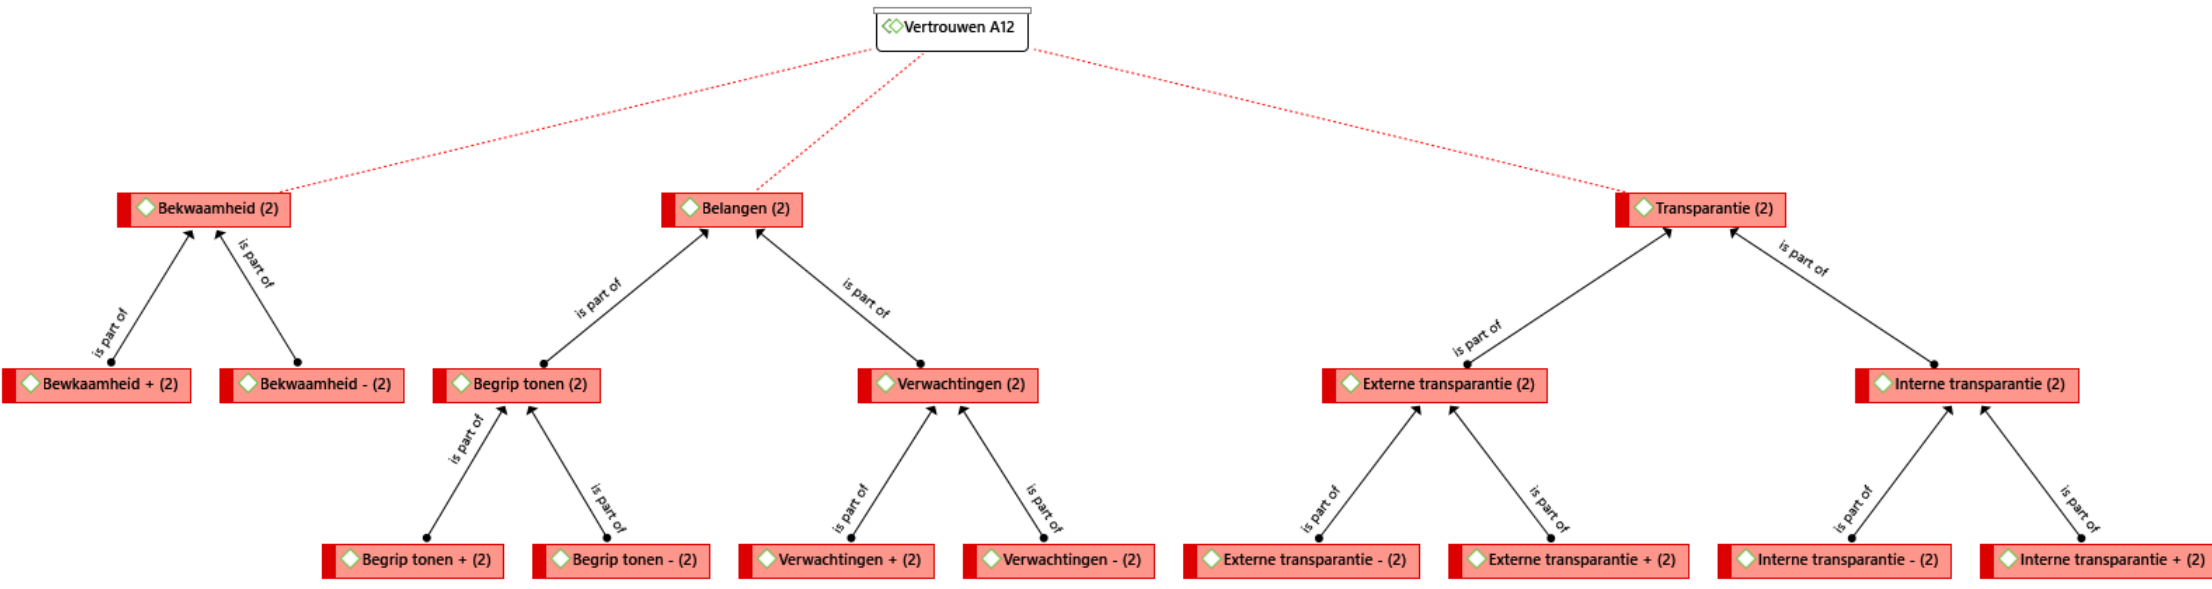 Vertrouwen A12
Bekwaamheid (2)
Belangen (2)
Transparantie (2)
is part of
is part of
is part of
is part of
is part of
is part of
Bewkaamheid + (2)
Bekwaamheid - (2)
Begrip tonen (2)
Verwachtingen (2)
Externe transparantie (2)
Interne transparantie (2)
is part of
is part of
is part of
is part of
is part of
is part of
is part of
is part of
Begrip tonen + (2)
Begrip tonen - (2)
Verwachtingen + (2)
Verwachtingen - (2)
Externe transparantie - (2)
Externe transparantie + (2)
Interne transparantie - (2)
Interne transparantie + (2)